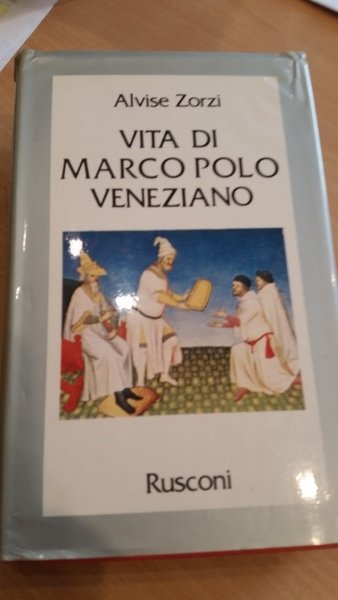 Alvise Zorzi
VITA DI
MARCO POLO
VENEZIANO
Rusconi